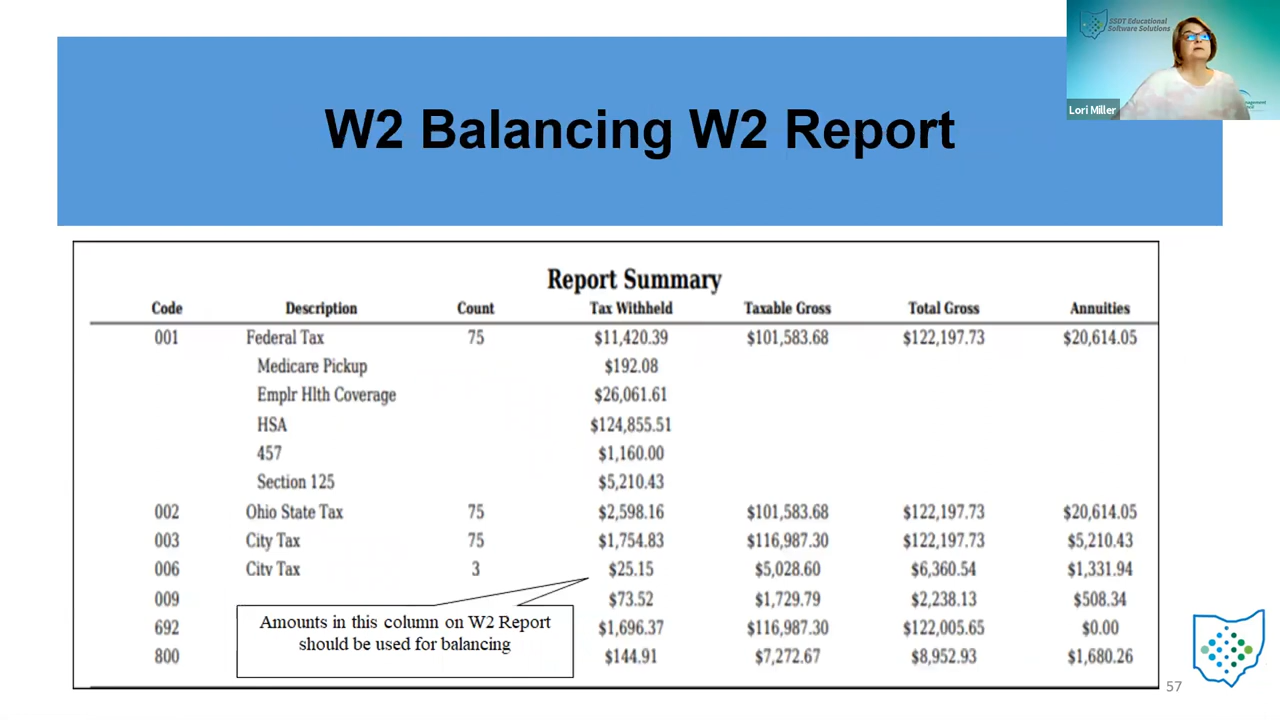 SSDT Educational
Software Solutions
Lori Miller
W2 Balancing W2 Report
Report Summary
Code Description Count Tax Withheld Taxable Gross Total Gross Annuities
001 Federal Tax 75 $11,420.39 $101,583.68 $122,197.73 $20,614.05
Medicare Pickup $192.08
Emplr Hlth Coverage $26,061.61
HSA $124,855.51
457 $1,160.00
Section 125 $5,210.43
002 Ohio State Tax 75 $2,598.16 $101,583.68 $122,197.73 $20,614.05
003 City Tax 75 $1,754.83 $116,987.30 $122,197.73 $5,210.43
006 City Tax 3 $25.15 $5,028.60 $6,360.54 $1,331.94
009 $73.52 $1,729.79 $2,238.13 $508.34
692 $1,696.37 $116,987.30 $122,005.65 $0.00
800 $144.91 $7,272.67 $8,952.93 $1,680.26
Amounts in this column on W2 Report
should be used for balancing
57